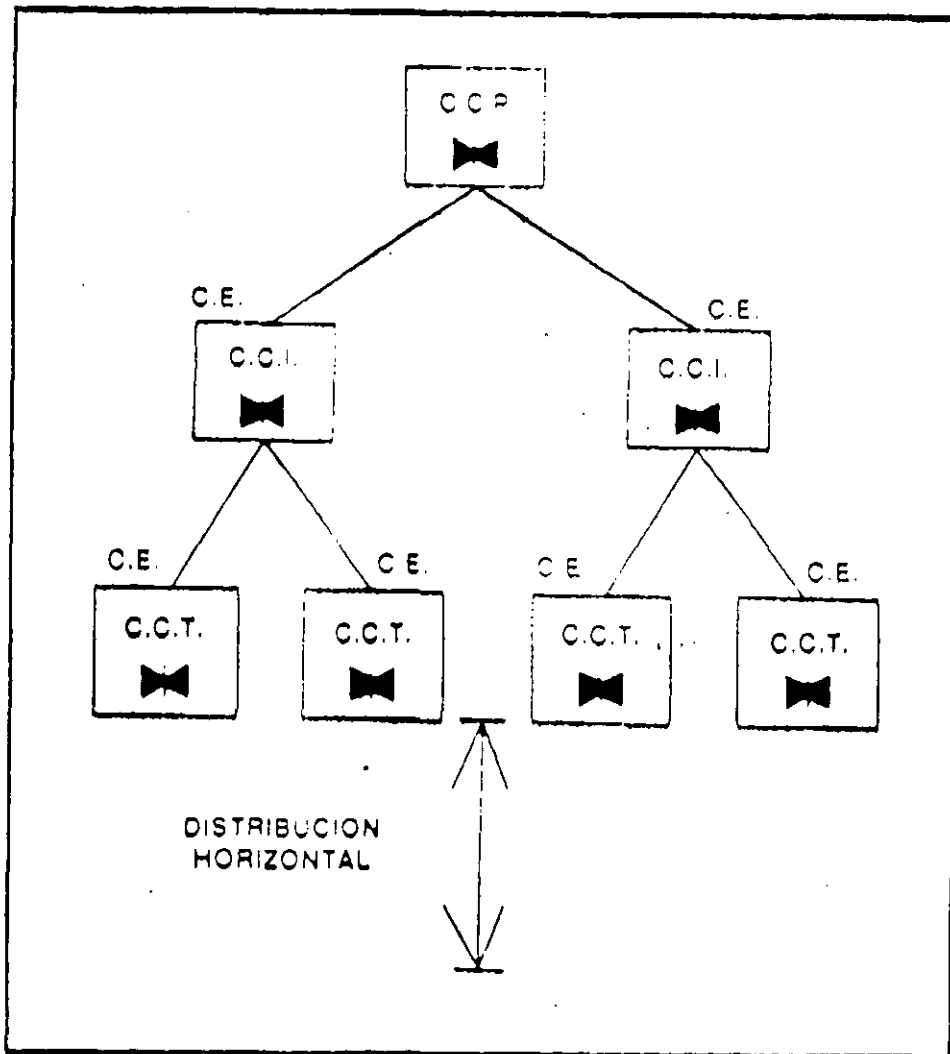 C C P
C.E.
C.E.
C.C.I.
C.C.I.
C.E.
C E.
C E
C.E.
C.C.T.
C.C.T.
C.C.T.
C.C.T.
DISTRIBUCION
HORIZONTAL